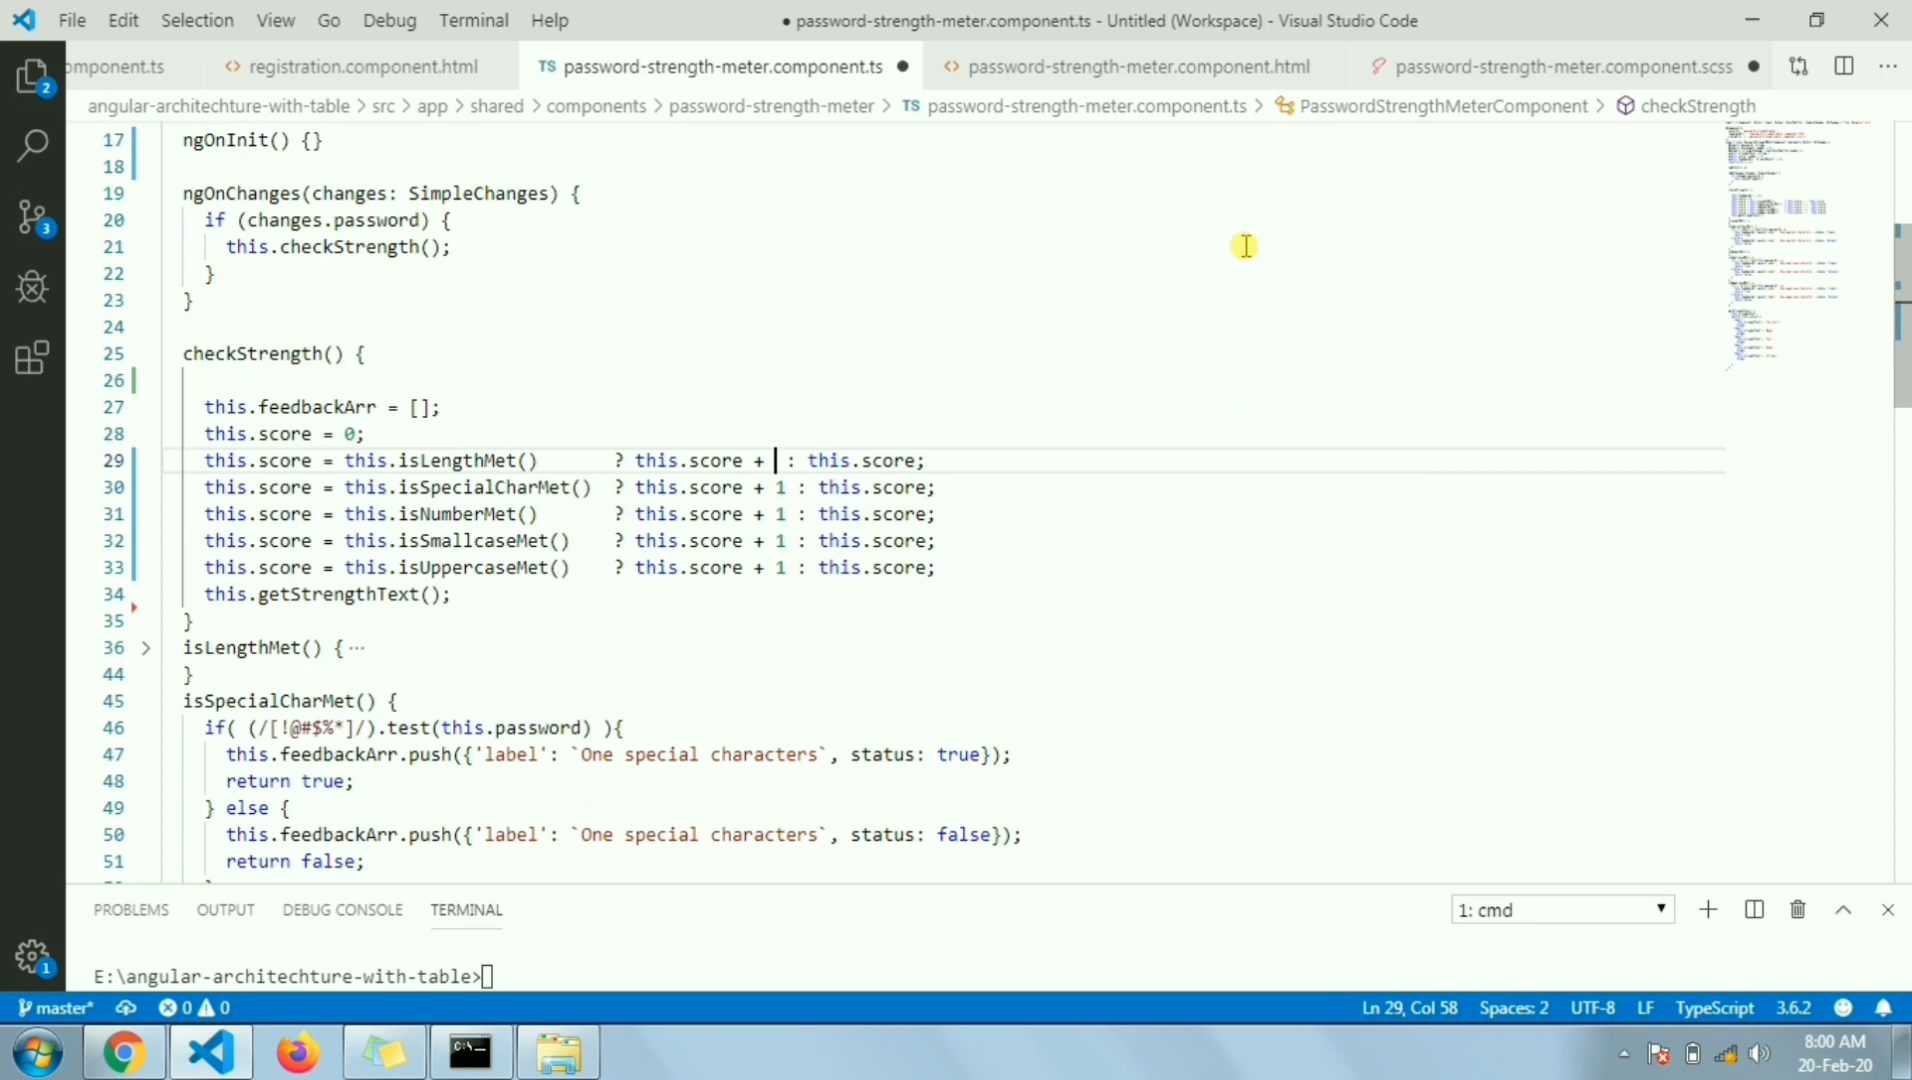 File Edit Selection View Go Debug Terminal Help
● password-strength-meter.component.ts - Untitled (Workspace) - Visual Studio Code
omponent.ts
<> registration.component.html
TS password-strength-meter.component.ts ●
<> password-strength-meter.component.html
password-strength-meter.component.scss ●
angular-architechture-with-table > src > app > shared > components > password-strength-meter > TS password-strength-meter.component.ts > PasswordStrengthMeterComponent > checkStrength
2
3
1
17 ngOnInit() {}
18
19 ngOnChanges(changes: SimpleChanges) {
20 if (changes.password) {
21 this.checkStrength();
22 }
23 }
24
25 checkStrength() {
26
27 this.feedbackArr = [];
28 this.score = 0;
29 this.score = this.isLengthMet() ? this.score + : this.score;
30 this.score = this.isSpecialCharMet() ? this.score + 1 : this.score;
31 this.score = this.isNumberMet() ? this.score + 1 : this.score;
32 this.score = this.isSmallcaseMet() ? this.score + 1 : this.score;
33 this.score = this.isUppercaseMet() ? this.score + 1 : this.score;
34 this.getStrengthText();
35 }
36 isLengthMet() {···
44 }
45 isSpecialCharMet() {
46 if( (/[!@#$%*]/).test(this.password) ){
47 this.feedbackArr.push({'label': `One special characters`, status: true});
48 return true;
49 } else {
50 this.feedbackArr.push({'label': `One special characters`, status: false});
51 return false;
PROBLEMS OUTPUT DEBUG CONSOLE TERMINAL
1: cmd
E:\angular-architechture-with-table>
master* 0 0
Ln 29, Col 58 Spaces: 2 UTF-8 LF TypeScript 3.6.2
8:00 AM
20-Feb-20